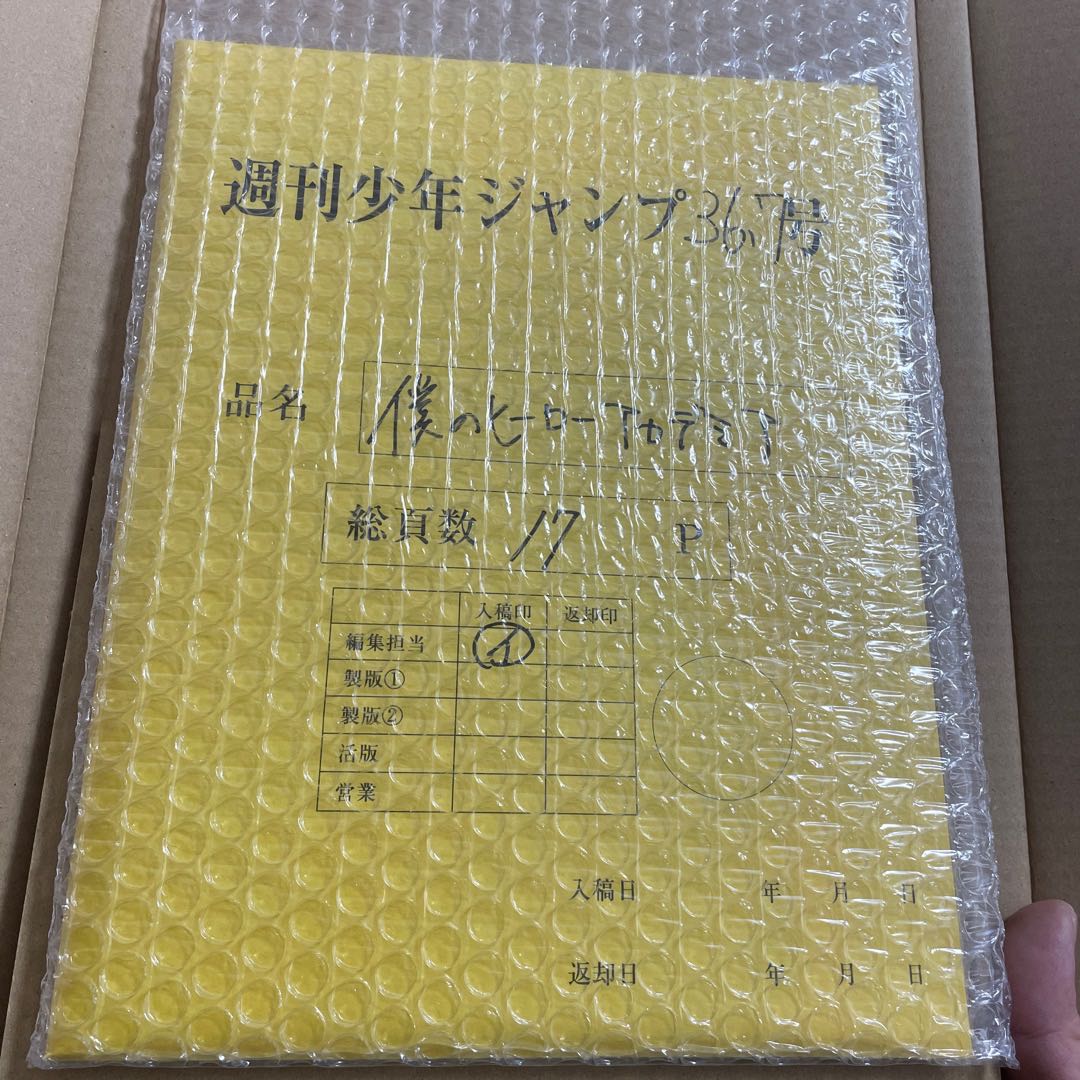 週刊少年ジャンプ367号
品名 僕のヒーローアカデミア
総頁数 17 P
入稿印 返却印
編集担当 イ
製版①
製版②
活版
営業
入稿日 年 月 日
返却日 年 月 日